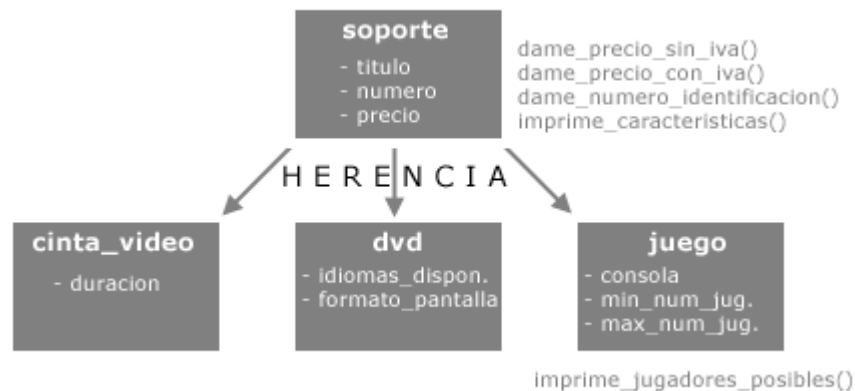 soporte
- titulo
- numero
- precio
dame_precio_sin_iva()
dame_precio_con_iva()
dame_numero_identificacion()
imprime_caracteristicas()
HERENCIA
cinta_video
- duracion
dvd
- idiomas_dispon.
- formato_pantalla
juego
- consola
- min_num_jug.
- max_num_jug.
imprime_jugadores_posibles()